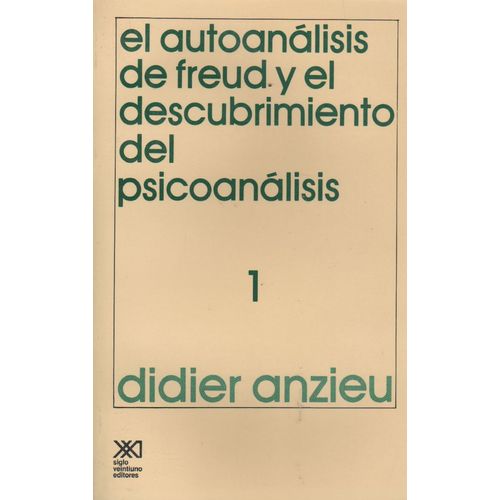 el autoanálisis
de freud y el
descubrimiento
del
psicoanálisis
1
didier anzieu
siglo
veintiuno
editores